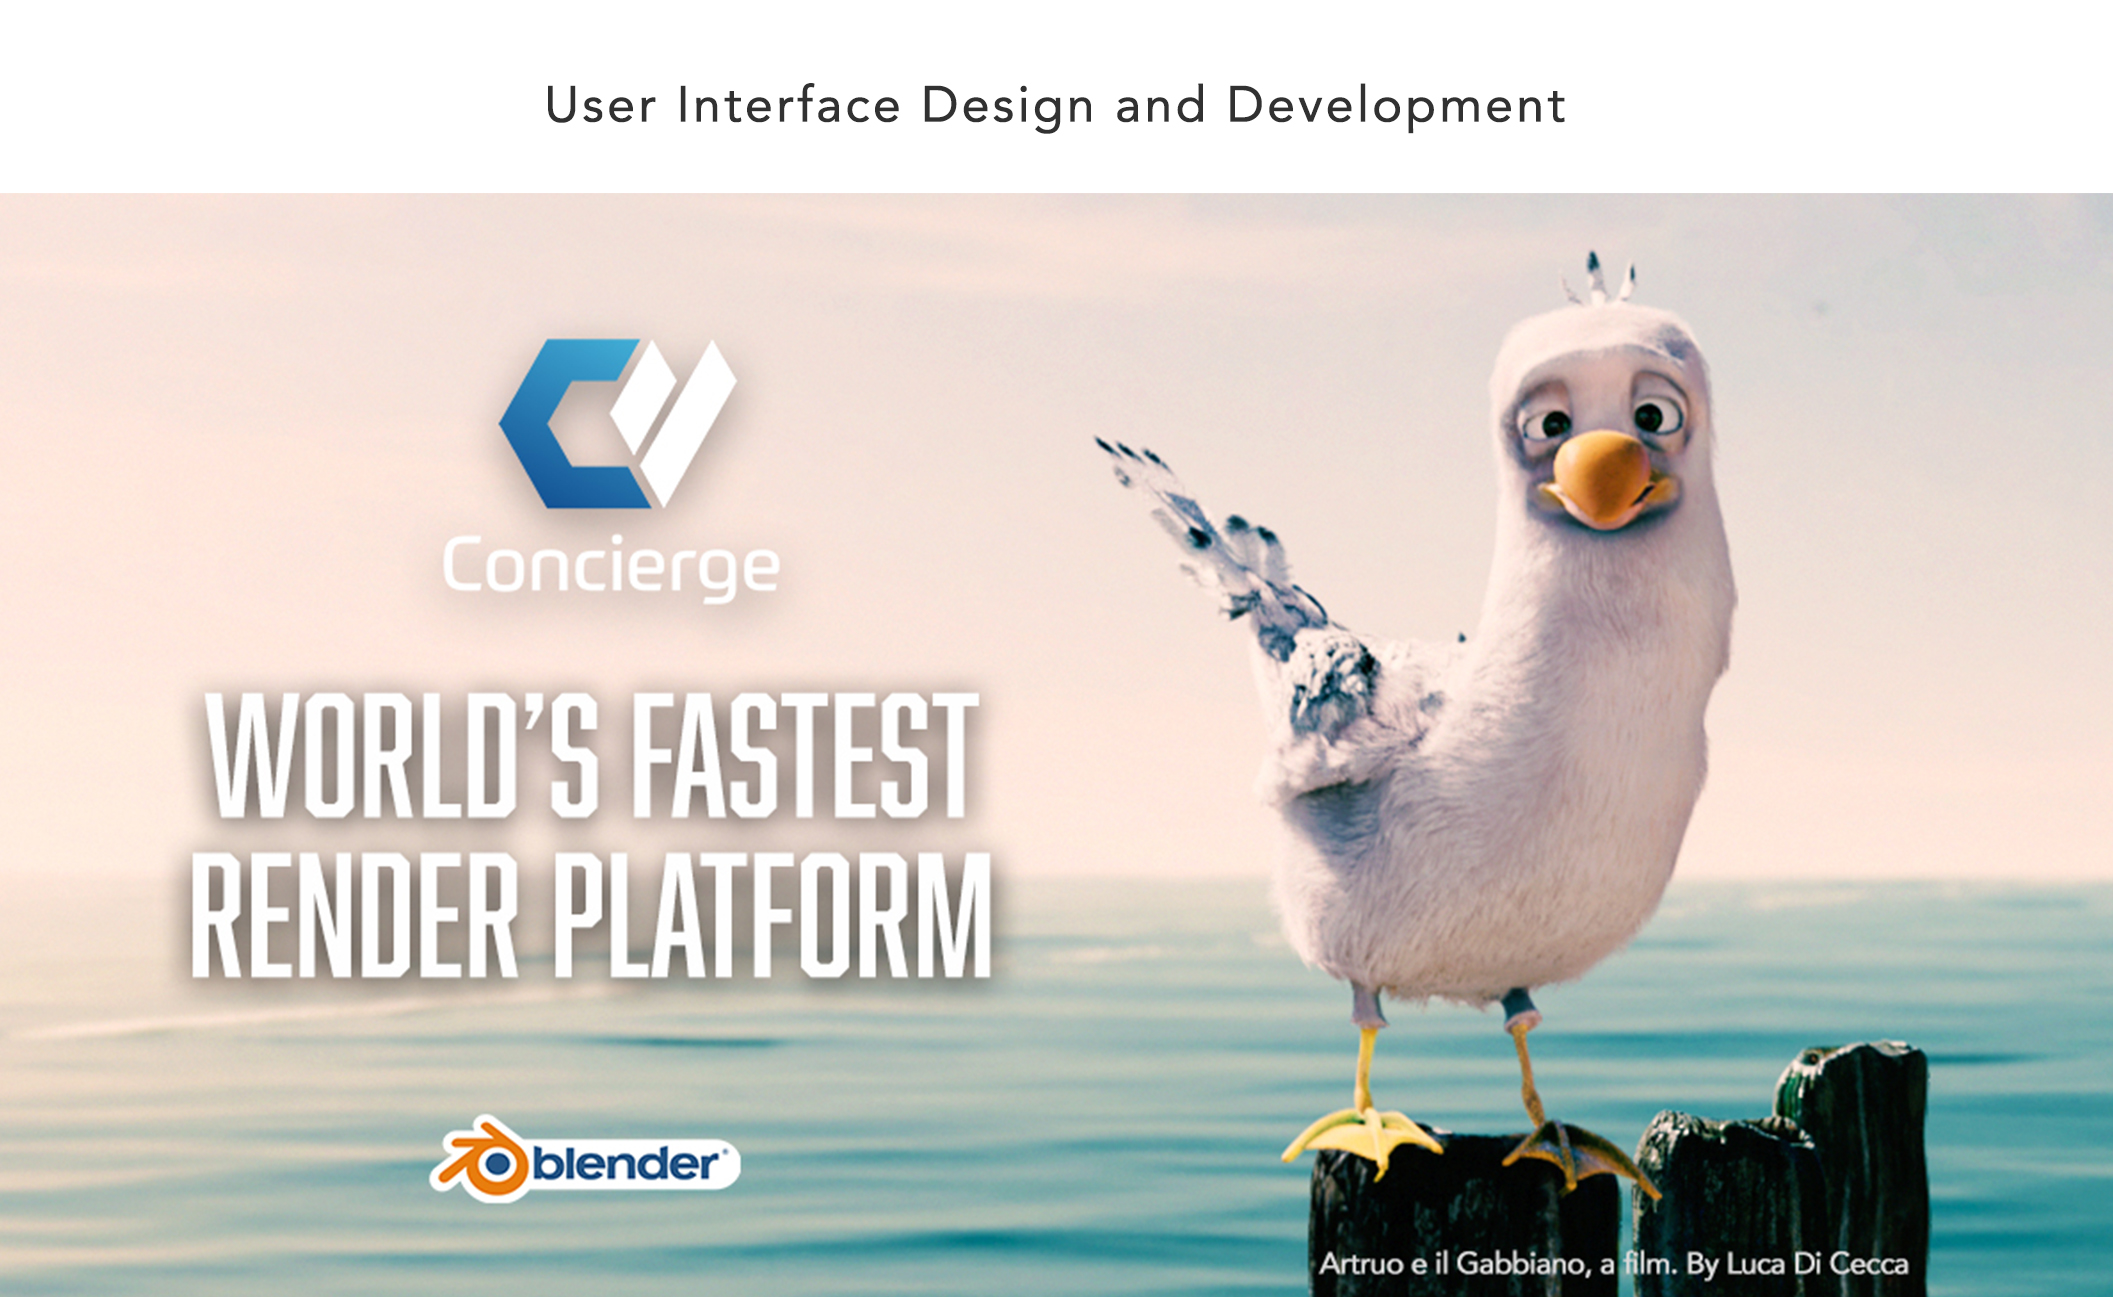 User Interface Design and Development
Concierge
WORLD’S FASTEST
RENDER PLATFORM
blender®
Artruo e il Gabbiano, a film. By Luca Di Cecca